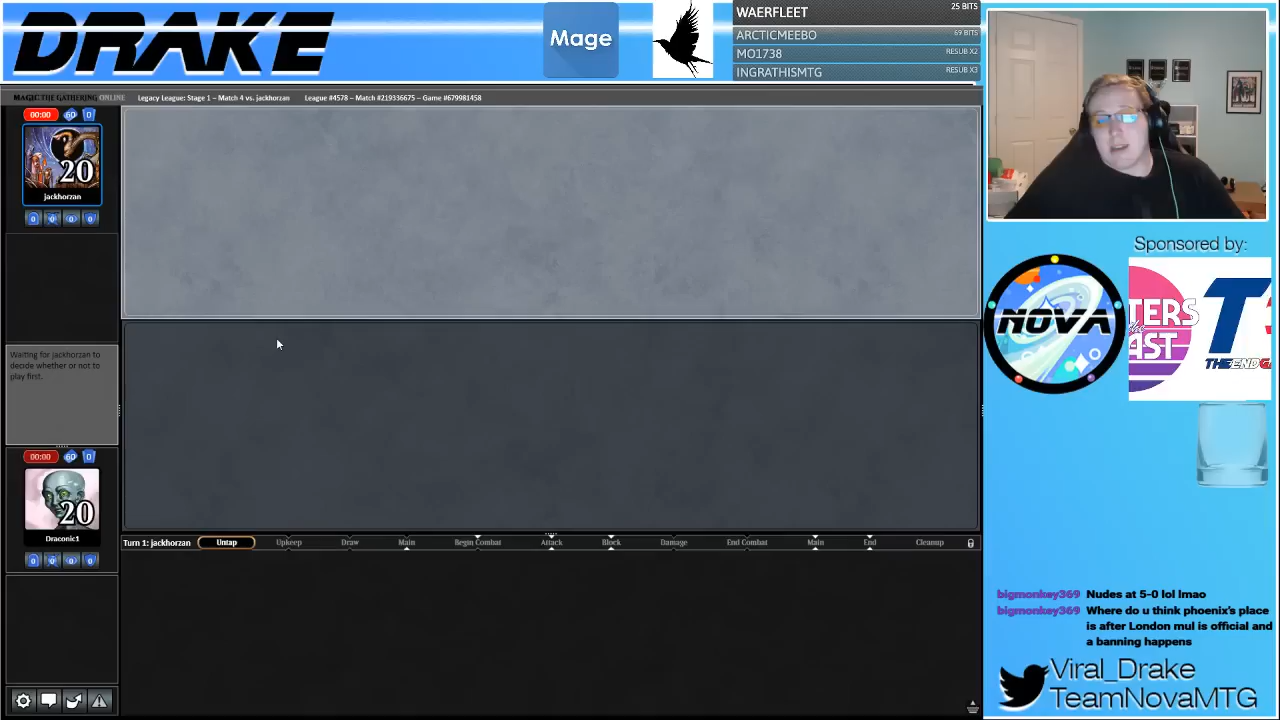 DRAKE
Mage
WAERFLEET 25 BITS
ARCTICMEEBO 69 BITS
MO1738 RESUB X2
INGRATHISMTG RESUB X3
MAGIC: THE GATHERING ONLINE Legacy League: Stage 1 – Match 4 vs. jackhorzan League #4578 – Match #219336675 – Game #679981458
00:00 60 0
20
jackhorzan
0 0 0 0
Waiting for jackhorzan to
decide whether or not to
play first.
00:00 60 0
20
Draconic1
0 0 0 0
Turn 1: jackhorzan Untap Upkeep Draw Main Begin Combat Attack Block Damage End Combat Main End Cleanup
Sponsored by:
NOVA
bigmonkey369 Nudes at 5-0 lol lmao
bigmonkey369 Where do u think phoenix's place
is after London mul is official and
a banning happens
Viral_Drake
TeamNovaMTG